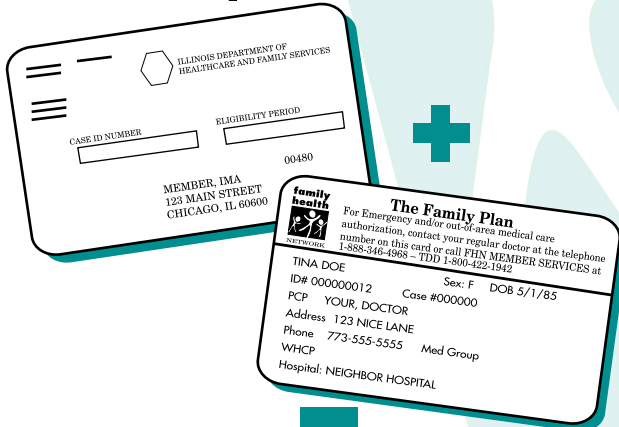 ILLINOIS DEPARTMENT OF
HEALTHCARE AND FAMILY SERVICES
CASE ID NUMBER
ELIGIBILITY PERIOD
00480
MEMBER, IMA
123 MAIN STREET
CHICAGO, IL 60600
family
health
NETWORK
The Family Plan
For Emergency and/or out-of-area medical care
authorization, contact your regular doctor at the telephone
number on this card or call FHN MEMBER SERVICES at
1-888-346-4968 – TDD 1-800-422-1942
TINA DOE Sex: F DOB 5/1/85
ID# 000000012 Case #000000
PCP YOUR, DOCTOR
Address 123 NICE LANE
Phone 773-555-5555 Med Group
WHCP
Hospital: NEIGHBOR HOSPITAL